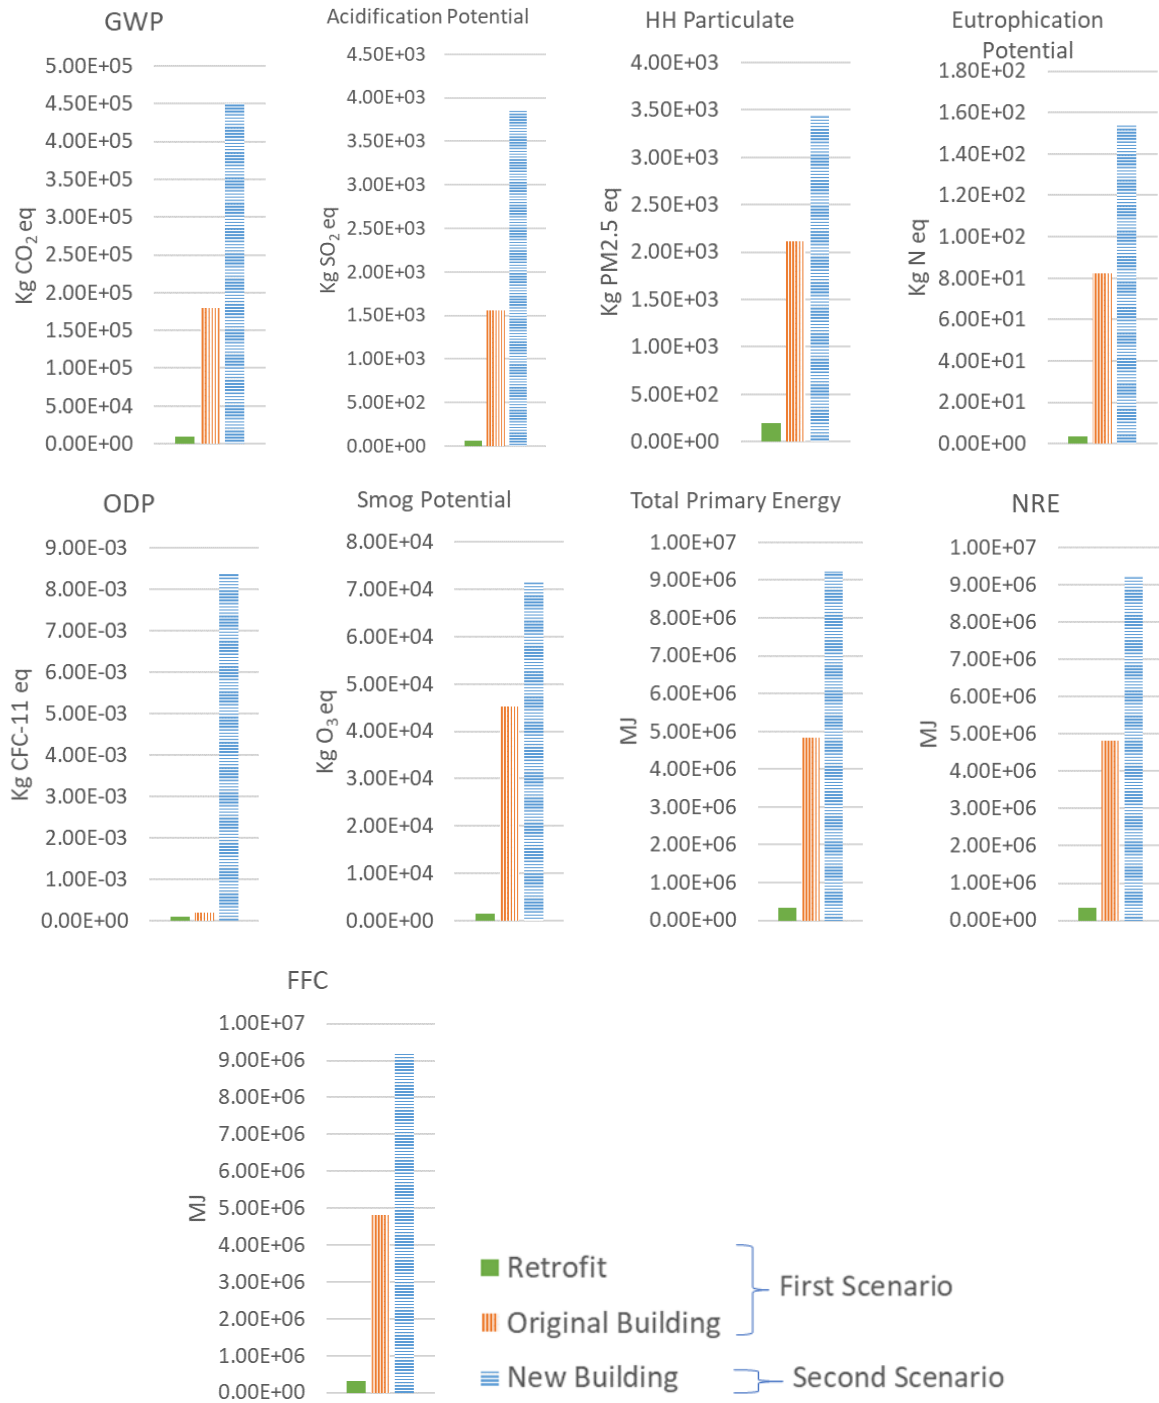 GWP
5.00E+05
4.50E+05
4.00E+05
3.50E+05
3.00E+05
2.50E+05
2.00E+05
1.50E+05
1.00E+05
5.00E+04
0.00E+00
Kg CO₂ eq
Acidification Potential
4.50E+03
4.00E+03
3.50E+03
3.00E+03
2.50E+03
2.00E+03
1.50E+03
1.00E+03
5.00E+02
0.00E+00
Kg SO₂ eq
HH Particulate
4.00E+03
3.50E+03
3.00E+03
2.50E+03
2.00E+03
1.50E+03
1.00E+03
5.00E+02
0.00E+00
Kg PM2.5 eq
Eutrophication
Potential
1.80E+02
1.60E+02
1.40E+02
1.20E+02
1.00E+02
8.00E+01
6.00E+01
4.00E+01
2.00E+01
0.00E+00
Kg N eq
ODP
9.00E-03
8.00E-03
7.00E-03
6.00E-03
5.00E-03
4.00E-03
3.00E-03
2.00E-03
1.00E-03
0.00E+00
Kg CFC-11 eq
Smog Potential
8.00E+04
7.00E+04
6.00E+04
5.00E+04
4.00E+04
3.00E+04
2.00E+04
1.00E+04
0.00E+00
Kg O₃ eq
Total Primary Energy
1.00E+07
9.00E+06
8.00E+06
7.00E+06
6.00E+06
5.00E+06
4.00E+06
3.00E+06
2.00E+06
1.00E+06
0.00E+00
MJ
NRE
1.00E+07
9.00E+06
8.00E+06
7.00E+06
6.00E+06
5.00E+06
4.00E+06
3.00E+06
2.00E+06
1.00E+06
0.00E+00
MJ
FFC
1.00E+07
9.00E+06
8.00E+06
7.00E+06
6.00E+06
5.00E+06
4.00E+06
3.00E+06
2.00E+06
1.00E+06
0.00E+00
MJ
Retrofit
Original Building
First Scenario
New Building
Second Scenario